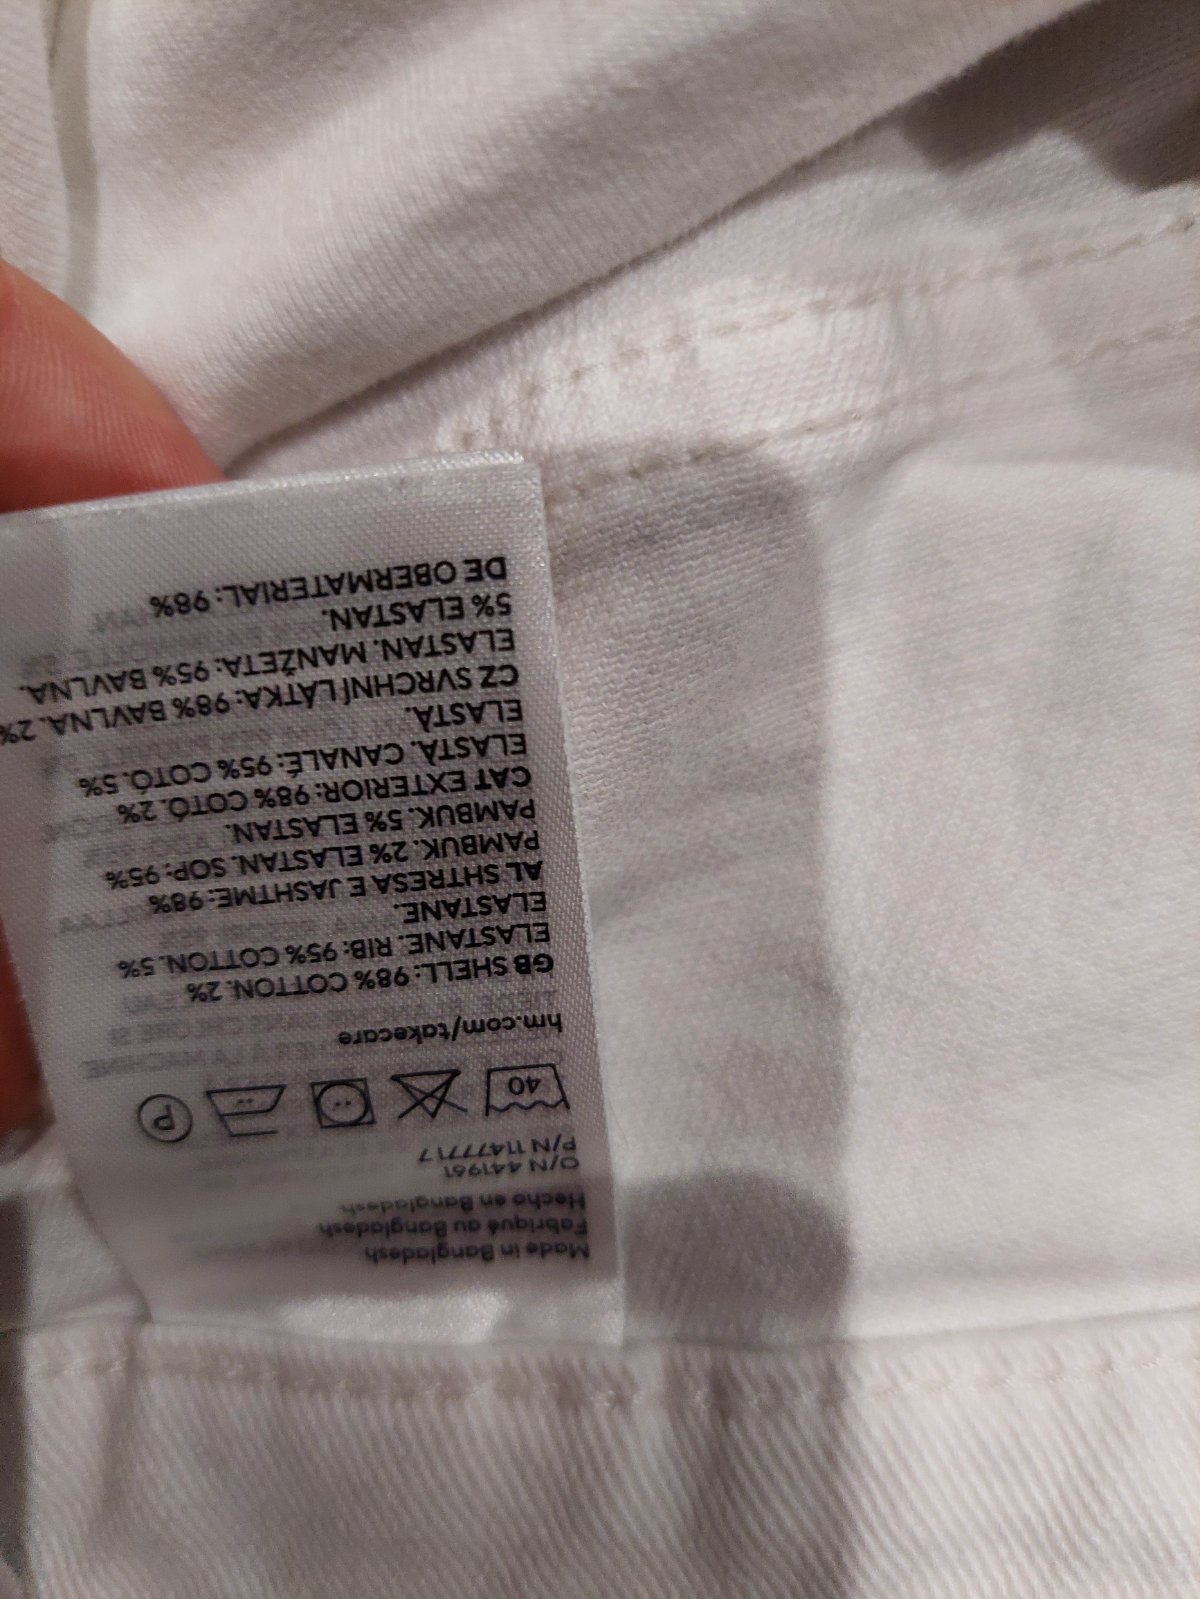 Made in Bangladesh
Fabriqué au Bangladesh
Hecho en Bangladesh
O/N 441961
P/N 11477717
40
P
hm.com/takecare
GB SHELL: 98% COTTON. 2%
ELASTANE. RIB: 95% COTTON. 5%
ELASTANE.
AL SHTRESA E JASHTME: 98%
PAMBUK. 2% ELASTAN. SOP: 95%
PAMBUK. 5% ELASTAN.
CAT EXTERIOR: 98% COTÓ. 2%
ELASTÀ. CANALÉ: 95% COTÓ. 5%
ELASTÀ.
CZ SVRCHNÍ LÁTKA: 98% BAVLNA. 2%
ELASTAN. MANŽETA: 95% BAVLNA.
5% ELASTAN.
DE OBERMATERIAL: 98%